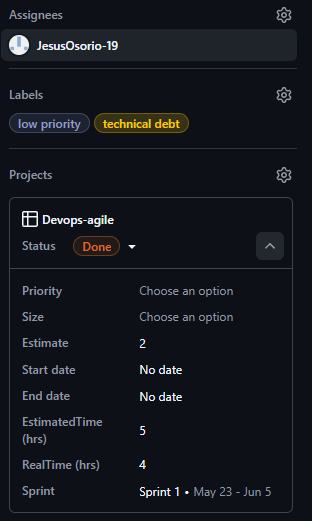 Assignees
JesusOsorio-19
Labels
low priority technical debt
Projects
Devops-agile
Status Done
Priority Choose an option
Size Choose an option
Estimate 2
Start date No date
End date No date
EstimatedTime
(hrs) 5
RealTime (hrs) 4
Sprint Sprint 1 • May 23 - Jun 5